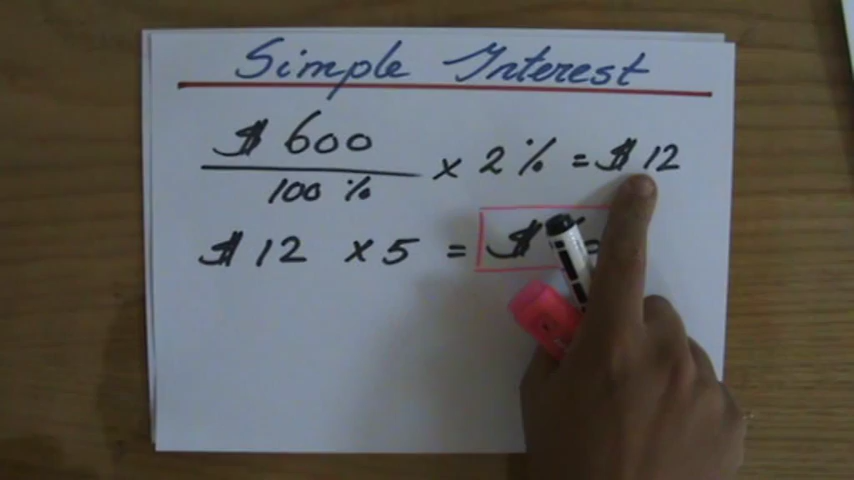 Simple Interest
$ 600
100 %
× 2 % = $ 12
$ 12 × 5 = $